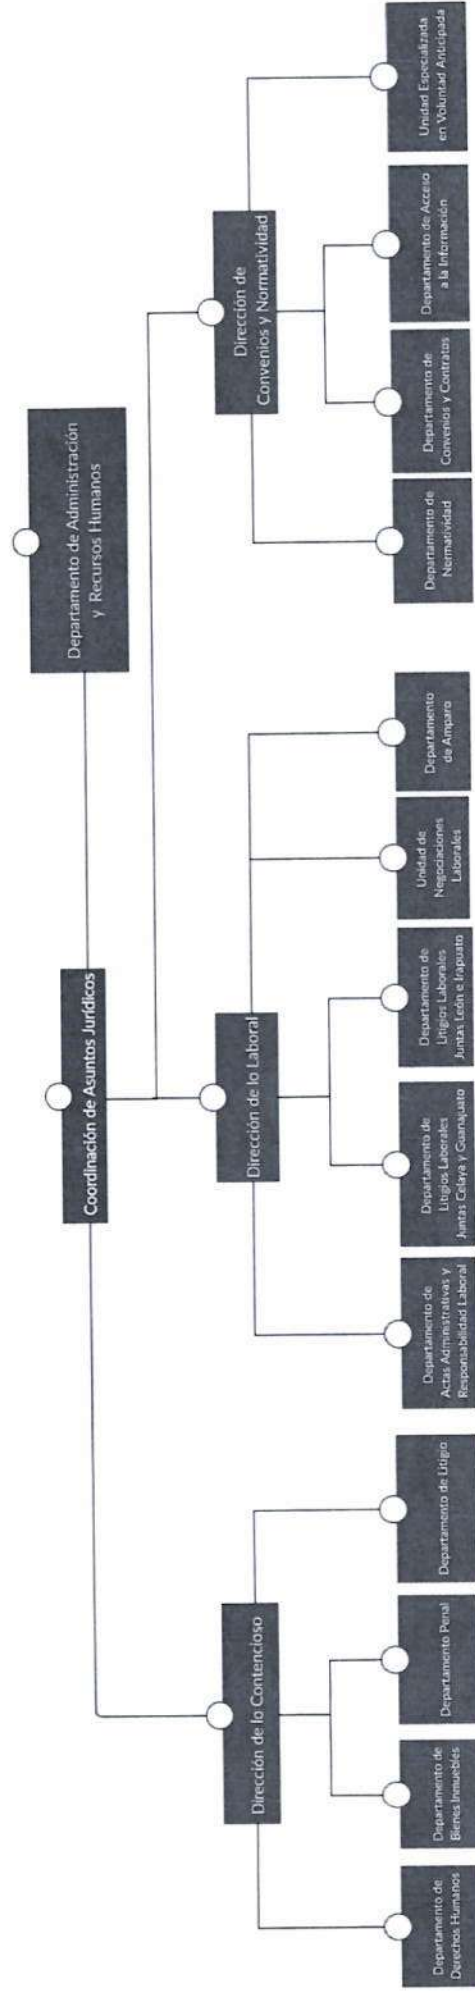 Coordinación de Asuntos Jurídicos
Departamento de Administración
y Recursos Humanos
Dirección de lo Contencioso
Dirección de lo Laboral
Dirección de
Convenios y Normatividad
Departamento de
Derechos Humanos
Departamento de
Bienes Inmuebles
Departamento Penal
Departamento de Litigio
Departamento de
Actas Administrativas y
Responsabilidad Laboral
Departamento de
Litigios Laborales
Juntas Celaya y Guanajuato
Departamento de
Litigios Laborales
Juntas León e Irapuato
Unidad de
Negociaciones
Laborales
Departamento
de Amparo
Departamento de
Normatividad
Departamento de
Convenios y Contratos
Departamento de Acceso
a la Información
Unidad Especializada
en Voluntad Anticipada